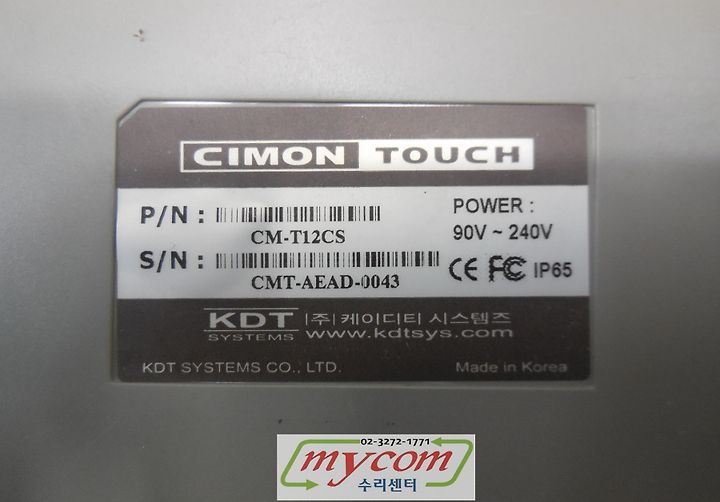 CIMON TOUCH
P/N :
CM-T12CS
S/N :
CMT-AEAD-0043
POWER :
90V ~ 240V
CE FC IP65
KDT SYSTEMS
(주)케이디티 시스템즈
www.kdtsys.com
KDT SYSTEMS CO., LTD.
Made in Korea
02-3272-1771
mycom
수리센터